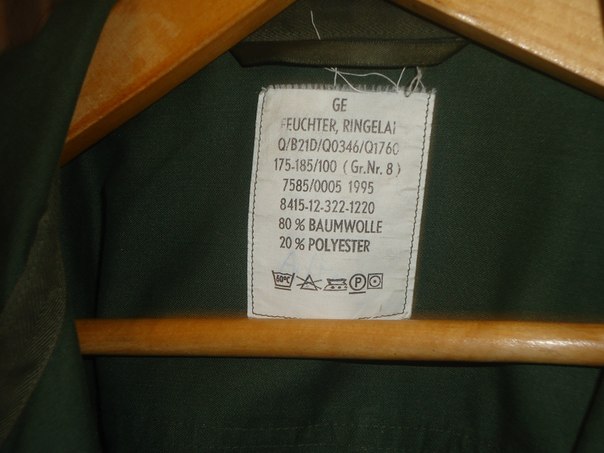 GE
FEUCHTER, RINGELAI
Q/B21D/Q0346/Q1760
175-185/100 (Gr.Nr. 8)
7585/0005 1995
8415-12-322-1220
80 % BAUMWOLLE
20 % POLYESTER
60°C P